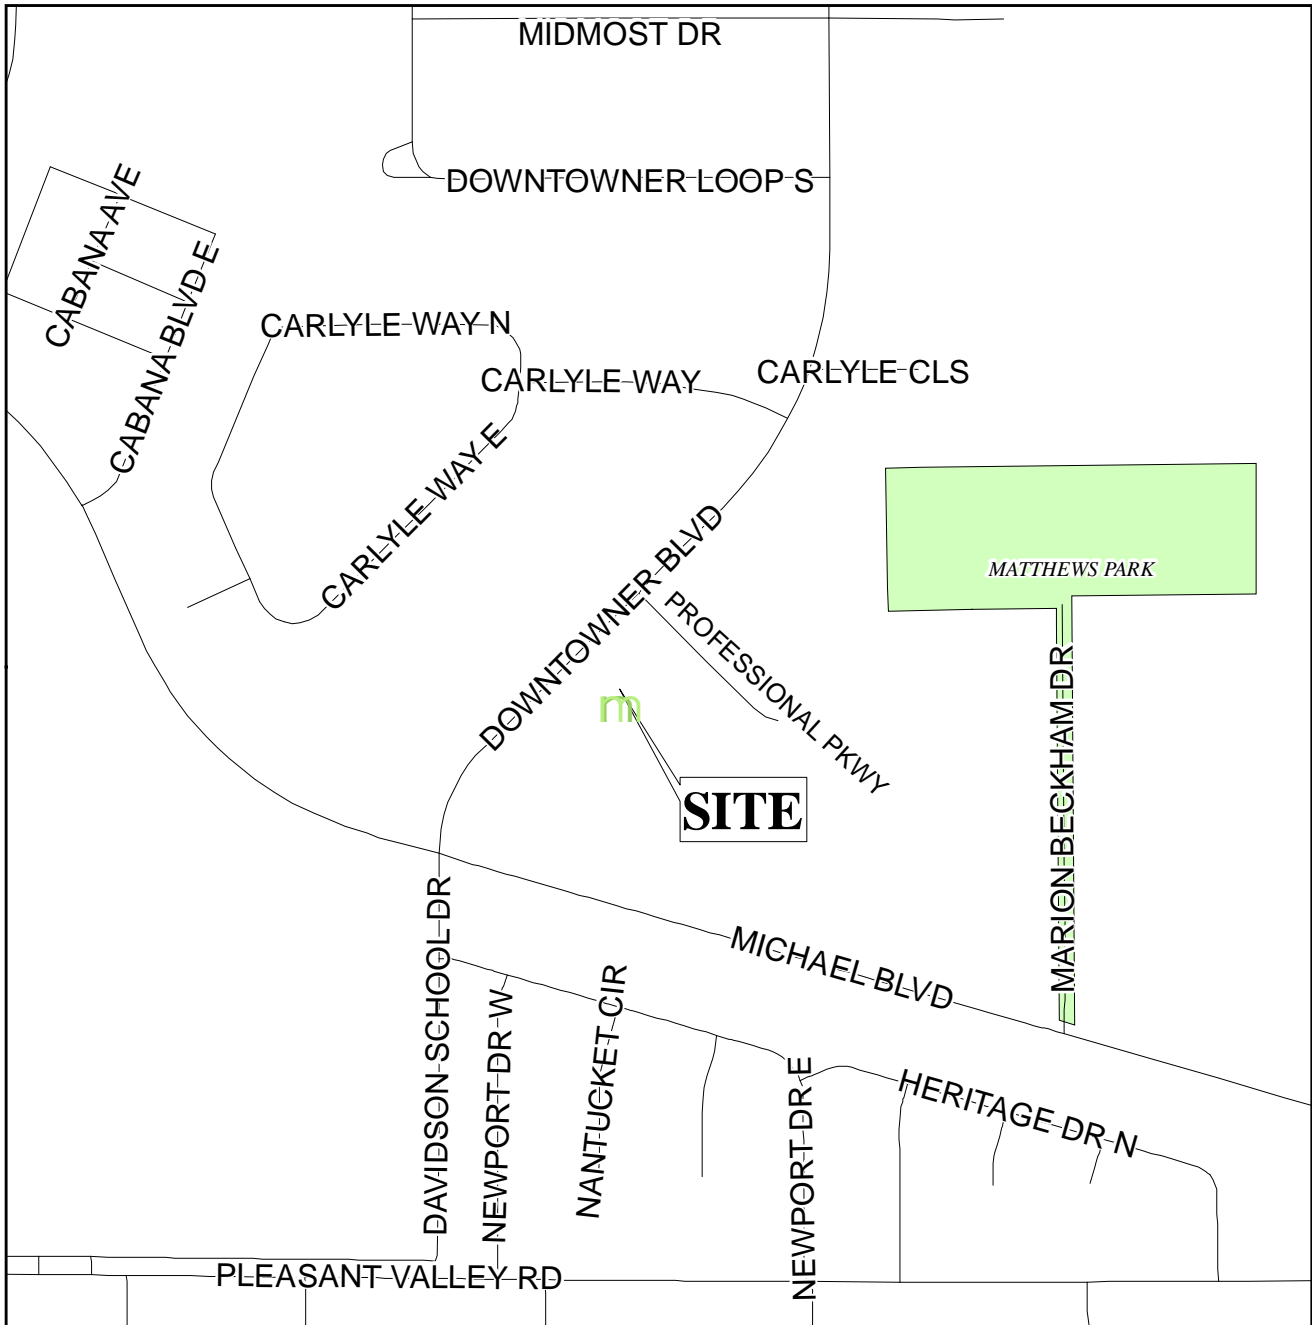 MIDMOST DR
DOWNTOWNER LOOP S
CABANA AVE
CABANA BLVD E
CARLYLE WAY N
CARLYLE WAY
CARLYLE CLS
CARLYLE WAY E
DOWNTOWNER BLVD
MATTHEWS PARK
PROFESSIONAL PKWY
m
SITE
MARION BECKHAM DR
DAVIDSON SCHOOL DR
MICHAEL BLVD
NEWPORT DR W
NANTUCKET CIR
NEWPORT DR E
HERITAGE DR N
PLEASANT VALLEY RD